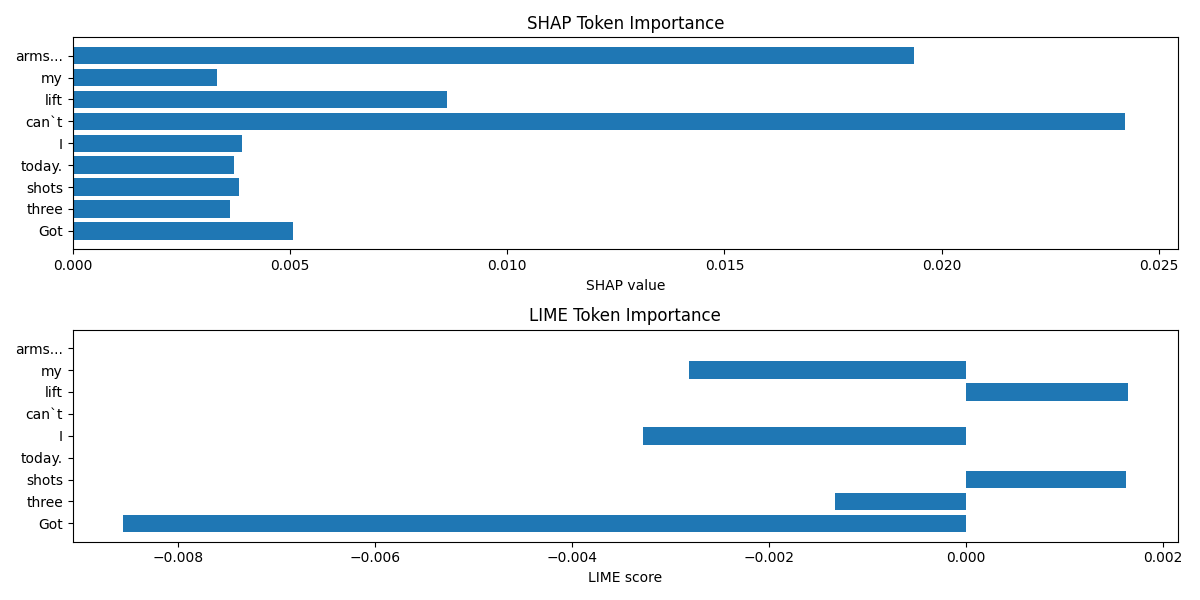 SHAP Token Importance
arms...
my
lift
can`t
I
today.
shots
three
Got
0.000 0.005 0.010 0.015 0.020 0.025
SHAP value
LIME Token Importance
arms...
my
lift
can`t
I
today.
shots
three
Got
−0.008 −0.006 −0.004 −0.002 0.000 0.002
LIME score